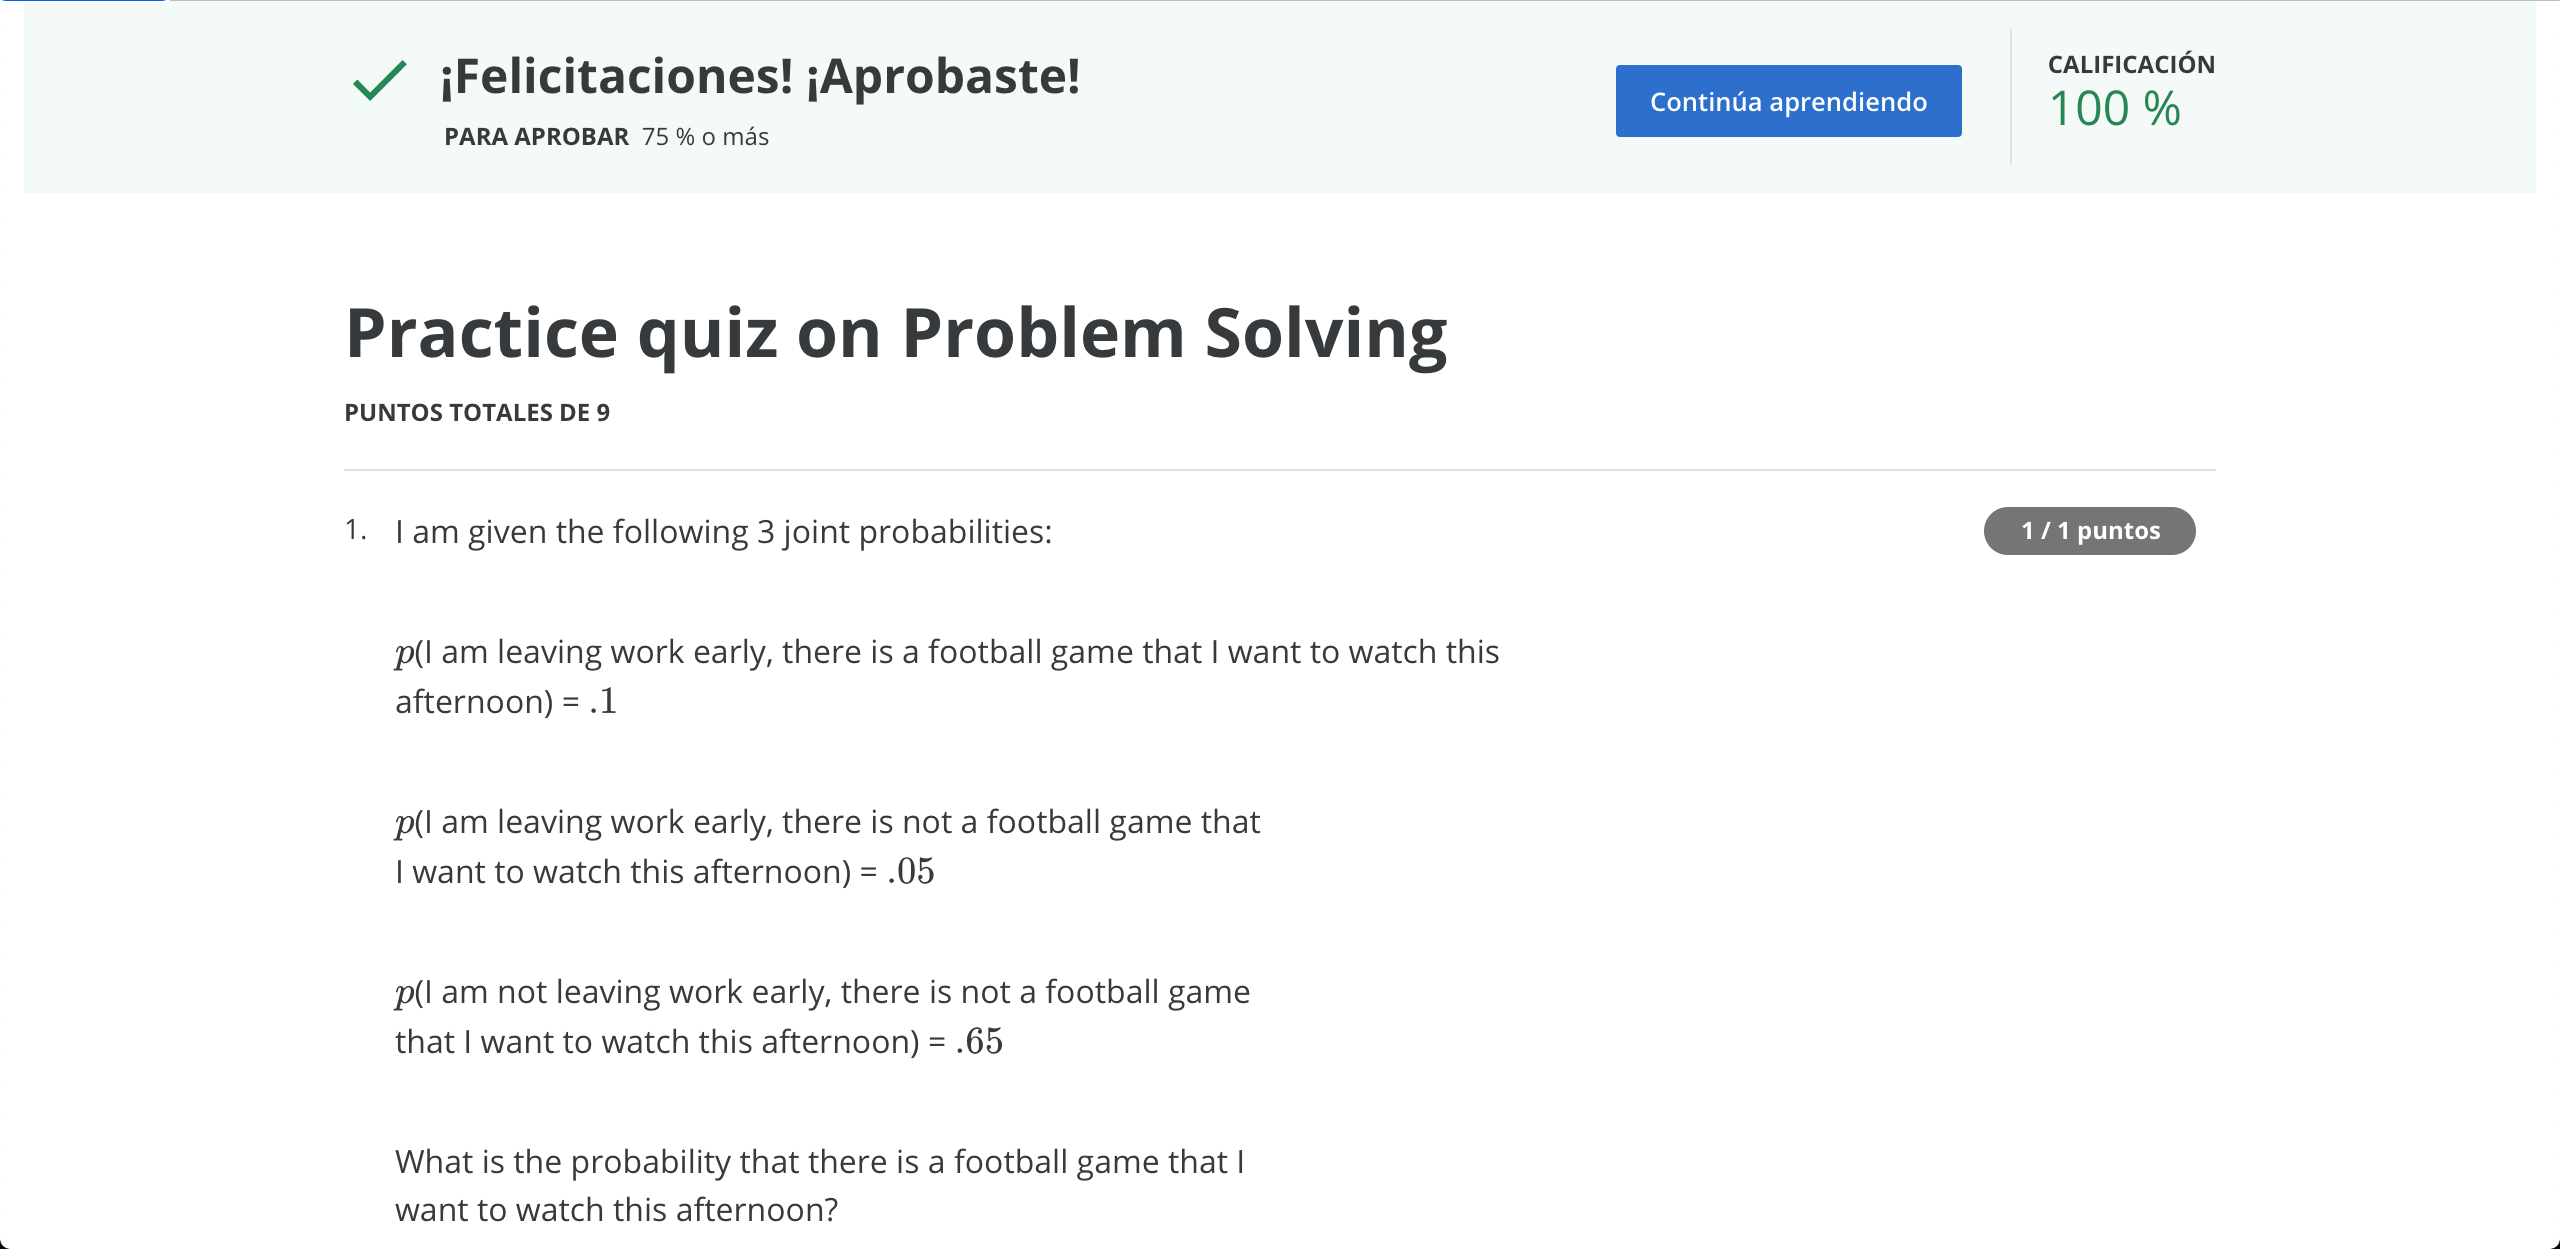 ¡Felicitaciones! ¡Aprobaste!
PARA APROBAR 75 % o más
Continúa aprendiendo
CALIFICACIÓN
100 %
Practice quiz on Problem Solving
PUNTOS TOTALES DE 9
1. I am given the following 3 joint probabilities:
1 / 1 puntos
p(I am leaving work early, there is a football game that I want to watch this
afternoon) = .1
p(I am leaving work early, there is not a football game that
I want to watch this afternoon) = .05
p(I am not leaving work early, there is not a football game
that I want to watch this afternoon) = .65
What is the probability that there is a football game that I
want to watch this afternoon?